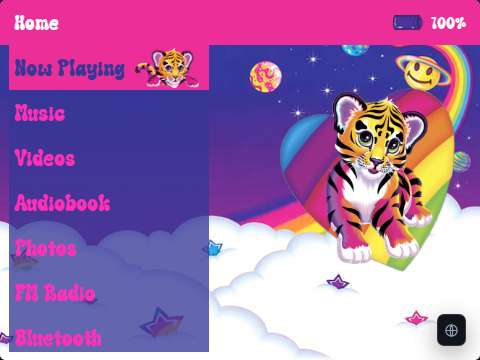 Home
100%
Now Playing
Music
Videos
Audiobook
Photos
FM Radio
Bluetooth